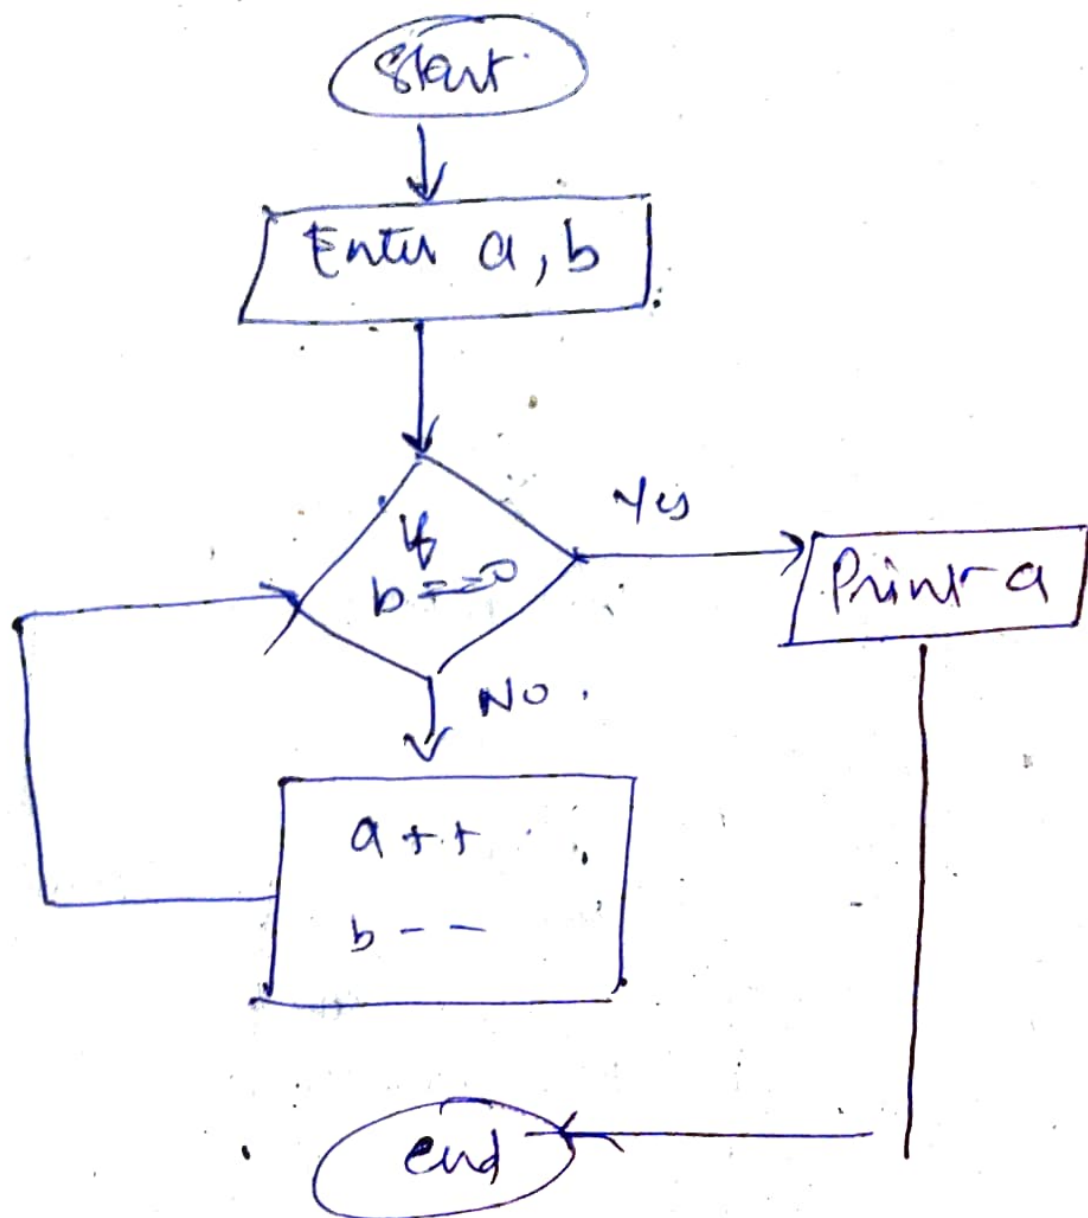 Start
Enter a, b
If
b==0
Yes
Print a
NO.
a++
b--
end